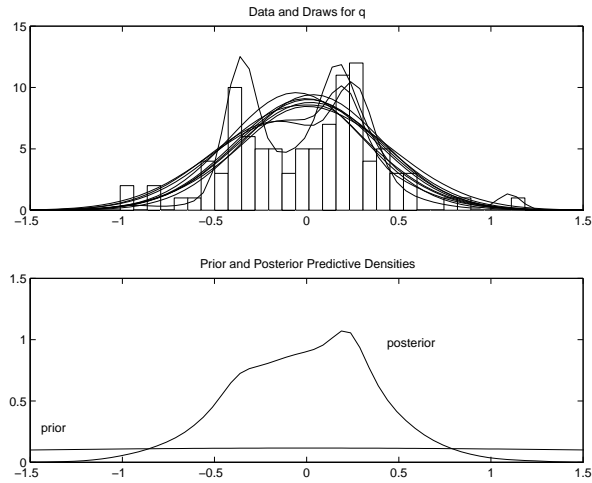 Data and Draws for q
15
10
5
0
−1.5 −1 −0.5 0 0.5 1 1.5
Prior and Posterior Predictive Densities
1.5
1
posterior
0.5
prior
0
−1.5 −1 −0.5 0 0.5 1 1.5